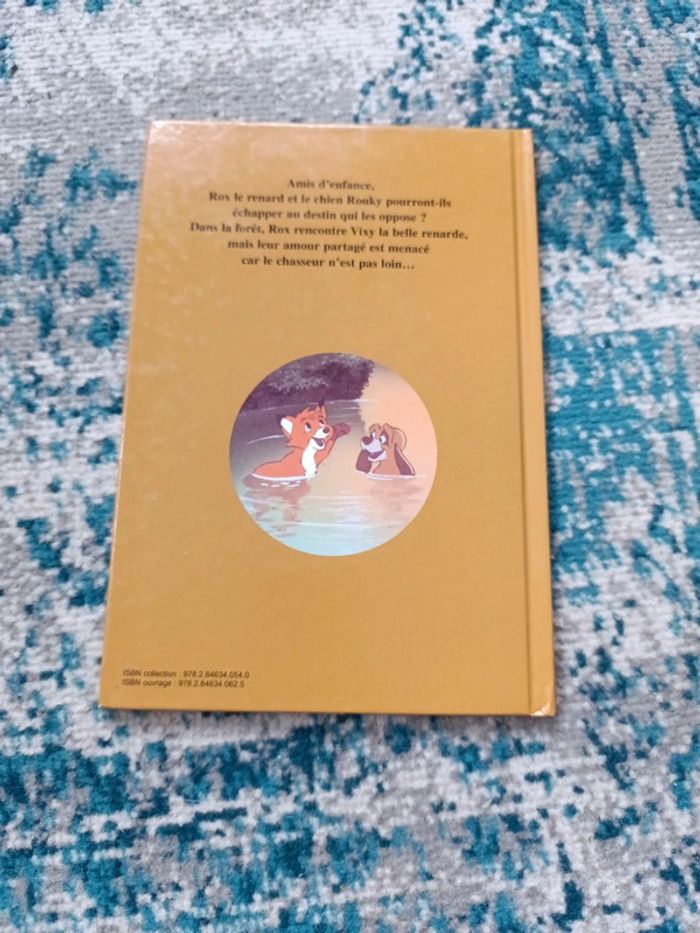 Amis d'enfance,
Rox le renard et le chien Rouky pourront-ils
échapper au destin qui les oppose ?
Dans la forêt, Rox rencontre Vixy la belle renarde,
mais leur amour partagé est menacé
car le chasseur n'est pas loin...
ISBN collection : 978.2.84634.054.0
ISBN ouvrage : 978.2.84634.062.5